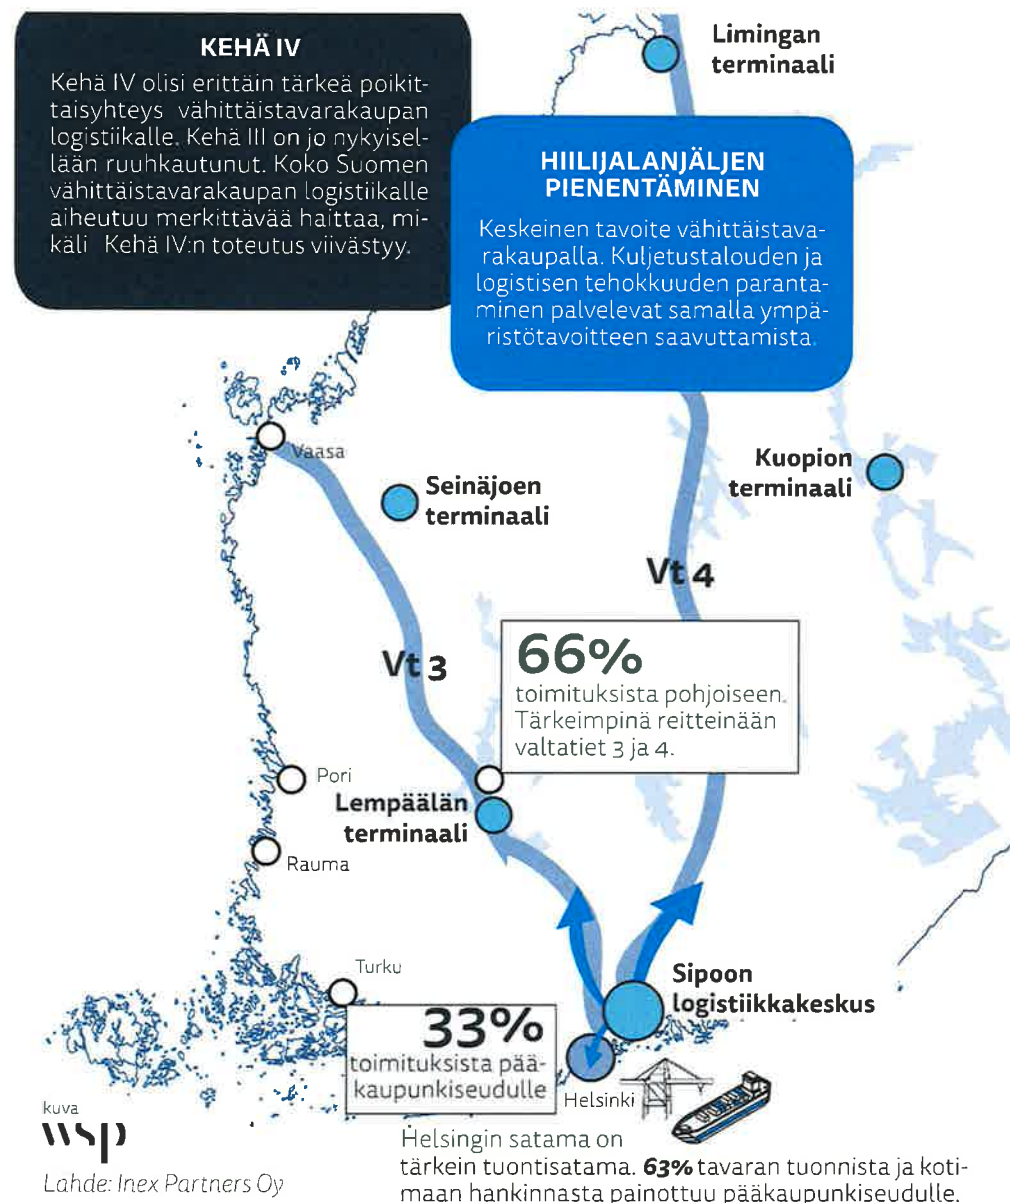 KEHÄ IV
Kehä IV olisi erittäin tärkeä poikit-
taisyhteys vähittäistavarakaupan
logistiikalle. Kehä III on jo nykyisel-
lään ruuhkautunut. Koko Suomen
vähittäistavarakaupan logistiikalle
aiheutuu merkittävää haittaa, mi-
käli Kehä IV:n toteutus viivästyy.
Limingan
terminaali
HIILIJALANJÄLJEN
PIENENTÄMINEN
Keskeinen tavoite vähittäistava-
rakaupalla. Kuljetustalouden ja
logistisen tehokkuuden paranta-
minen palvelevat samalla ympä-
ristötavoitteen saavuttamista.
Vaasa
Seinäjoen
terminaali
Kuopion
terminaali
Vt 4
Vt 3
66%
toimituksista pohjoiseen.
Tärkeimpinä reitteinään
valtatiet 3 ja 4.
Pori
Lempäälän
terminaali
Rauma
Turku
Sipoon
logistiikkakeskus
33%
toimituksista pää-
kaupunkiseudulle
Helsinki
kuva
wsp
Lahde: Inex Partners Oy
Helsingin satama on
tärkein tuontisatama. 63% tavaran tuonnista ja koti-
maan hankinnasta painottuu pääkaupunkiseudulle.